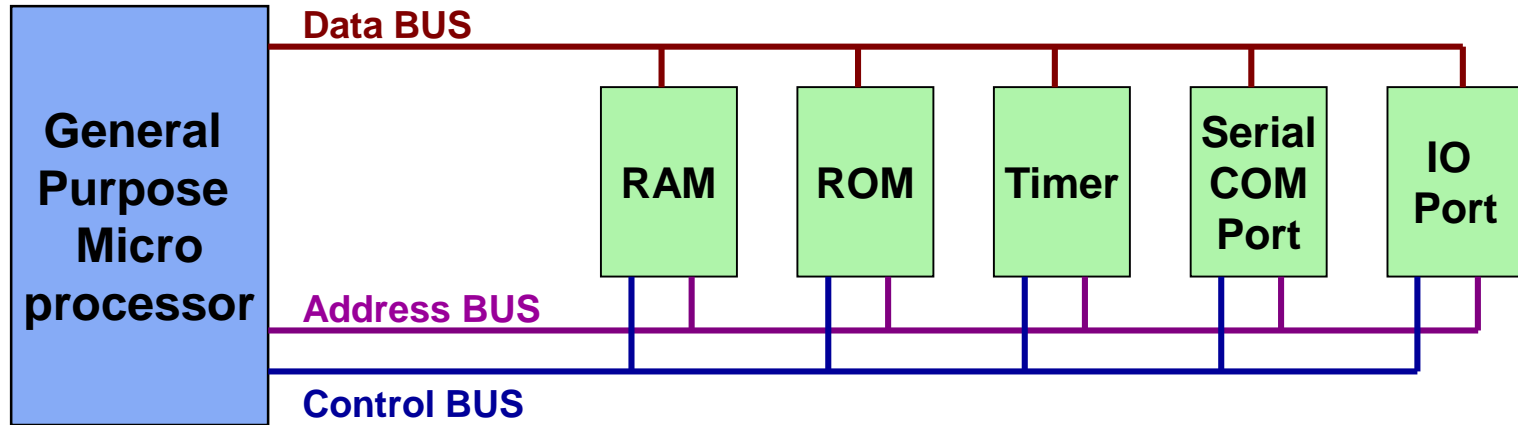 Data BUS
General
Purpose
Micro
processor
RAM
ROM
Timer
Serial
COM
Port
IO
Port
Address BUS
Control BUS